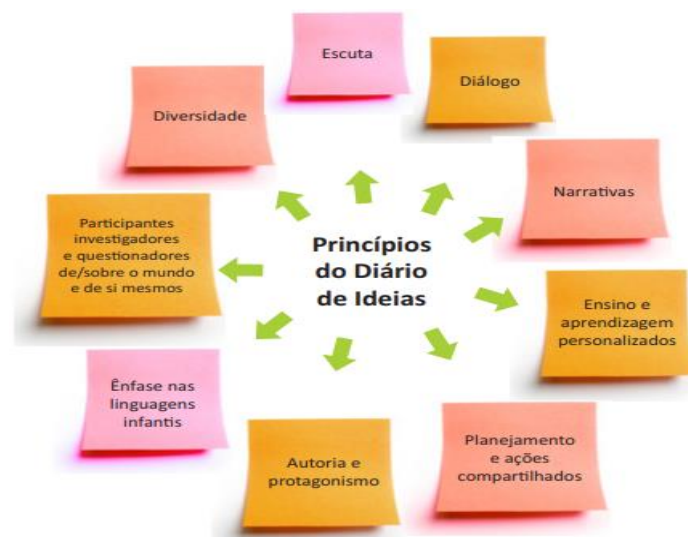 Escuta
Diálogo
Diversidade
Narrativas
Participantes
investigadores
e questionadores
de/sobre o mundo
e de si mesmos
Princípios
do Diário
de Ideias
Ensino e
aprendizagem
personalizados
Ênfase nas
linguagens
infantis
Autoria e
protagonismo
Planejamento
e ações
compartilhados